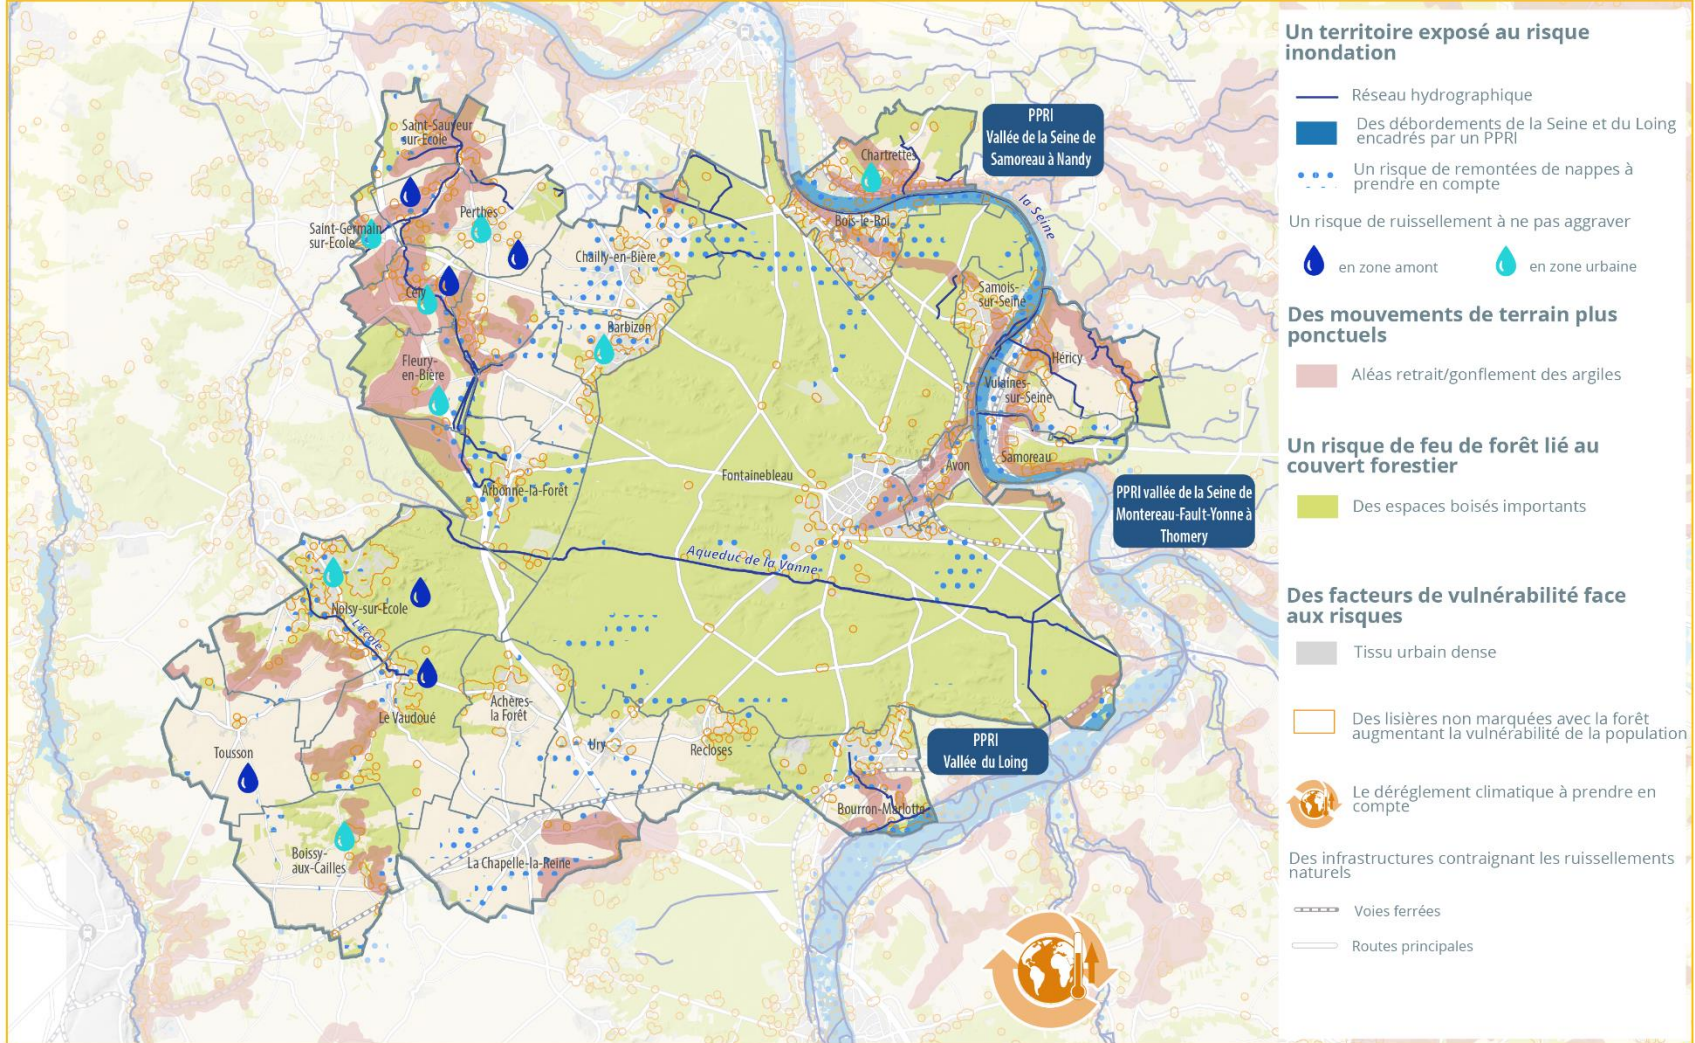 Saint-Sauveur
sur-Ecole
Perthes
Saint-Germain
sur-Ecole
Cély
Chailly-en-Bière
Barbizon
Fleury-
en-Bière
Arbonne-la-Forêt
Chartrettes
Bois-le-Roi
la Seine
Samois-
sur-Seine
Héricy
Vulaines-
sur-Seine
Samoreau
Avon
Fontainebleau
Aqueduc de la Vanne
Noisy-sur-Ecole
L'Ecole
Le Vaudoué
Achères-
la Forêt
Tousson
Ury
Recloses
Bourron-Marlotte
Boissy-
aux-Cailles
La Chapelle-la-Reine
PPRI
Vallée de la Seine de
Samoreau à Nandy
PPRI vallée de la Seine de
Montereau-Fault-Yonne à
Thomery
PPRI
Vallée du Loing
Un territoire exposé au risque
inondation
Réseau hydrographique
Des débordements de la Seine et du Loing
encadrés par un PPRI
Un risque de remontées de nappes à
prendre en compte
Un risque de ruissellement à ne pas aggraver
en zone amont
en zone urbaine
Des mouvements de terrain plus
ponctuels
Aléas retrait/gonflement des argiles
Un risque de feu de forêt lié au
couvert forestier
Des espaces boisés importants
Des facteurs de vulnérabilité face
aux risques
Tissu urbain dense
Des lisières non marquées avec la forêt
augmentant la vulnérabilité de la population
Le déréglement climatique à prendre en
compte
Des infrastructures contraignant les ruissellements
naturels
Voies ferrées
Routes principales